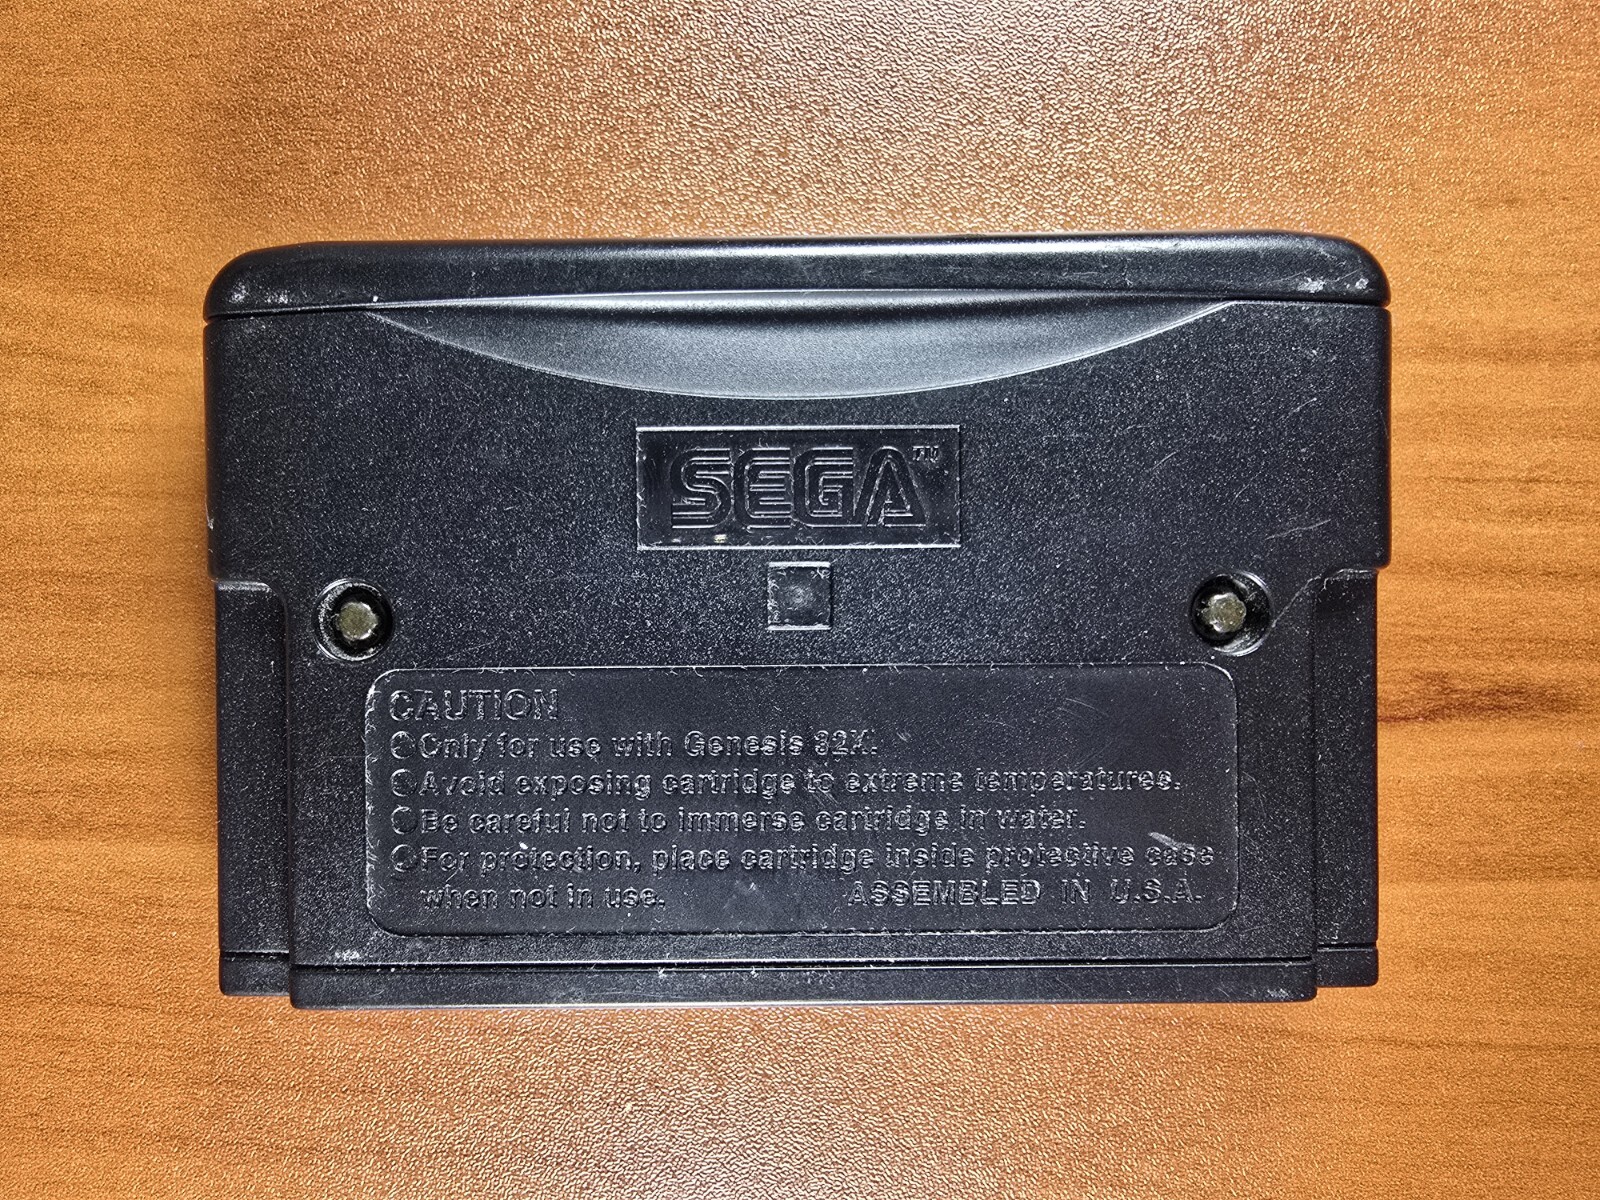 SEGA™
CAUTION
○Only for use with Genesis 32X.
○Avoid exposing cartridge to extreme temperatures.
○Be careful not to immerse cartridge in water.
○For protection, place cartridge inside protective case
when not in use. ASSEMBLED IN U.S.A.